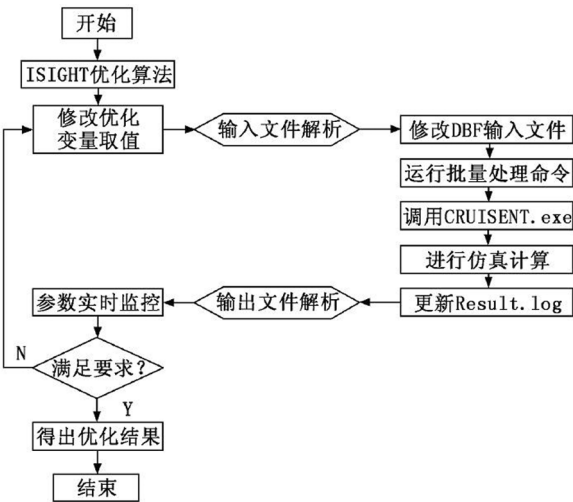 开始
ISIGHT优化算法
修改优化
变量取值
输入文件解析
修改DBF输入文件
运行批量处理命令
调用CRUISENT.exe
进行仿真计算
更新Result.log
输出文件解析
参数实时监控
满足要求?
N
Y
得出优化结果
结束